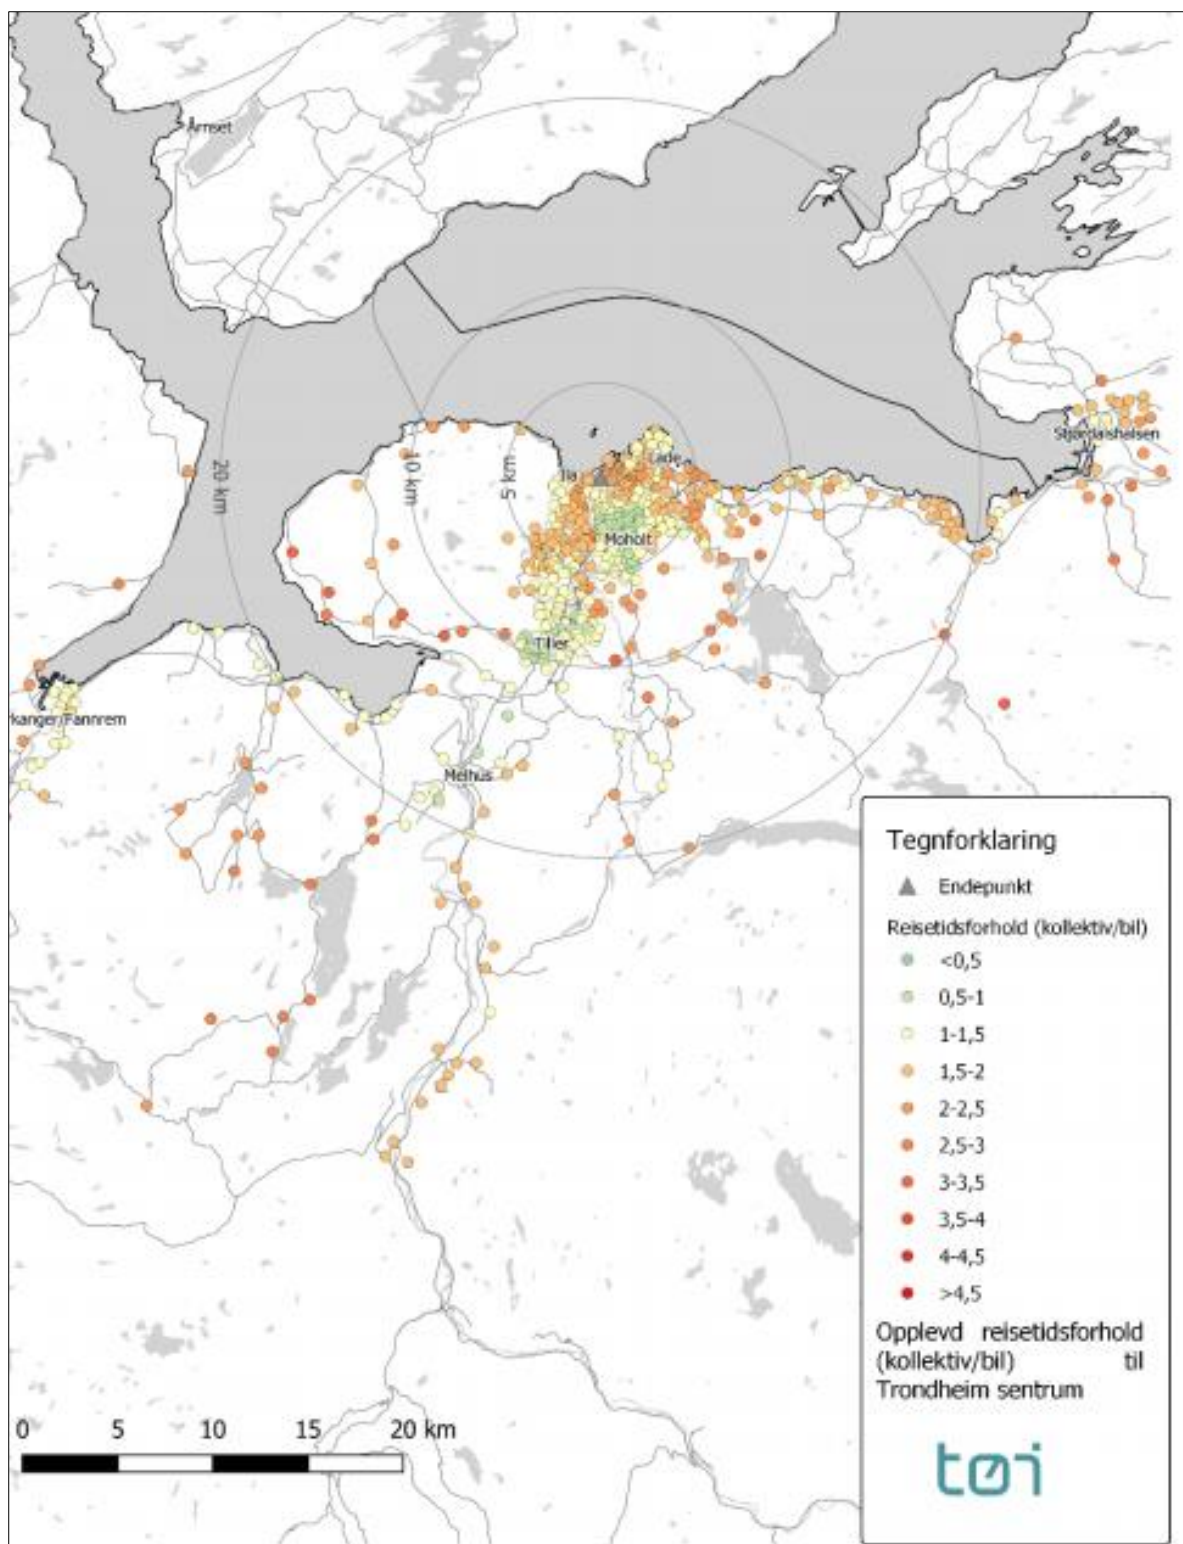 Årnset
Stjørdalshalsen
Lade
Ila
20 km
10 km
5 km
Moholt
Tiller
rkanger/Fannrem
Melhus
Tegnforklaring
Endepunkt
Reisetidsforhold (kollektiv/bil)
<0,5
0,5-1
1-1,5
1,5-2
2-2,5
2,5-3
3-3,5
3,5-4
4-4,5
>4,5
Opplevd reisetidsforhold
(kollektiv/bil) til
Trondheim sentrum
0 5 10 15 20 km
tøi